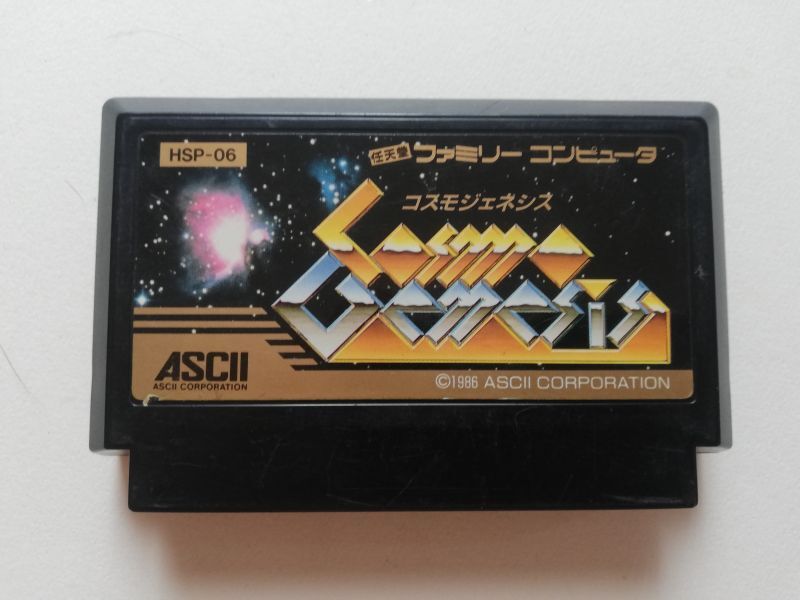 HSP-06
任天堂 ファミリー コンピュータ
コスモジェネシス
Cosmo
Genesis
ASCII
ASCII CORPORATION
©1986 ASCII CORPORATION